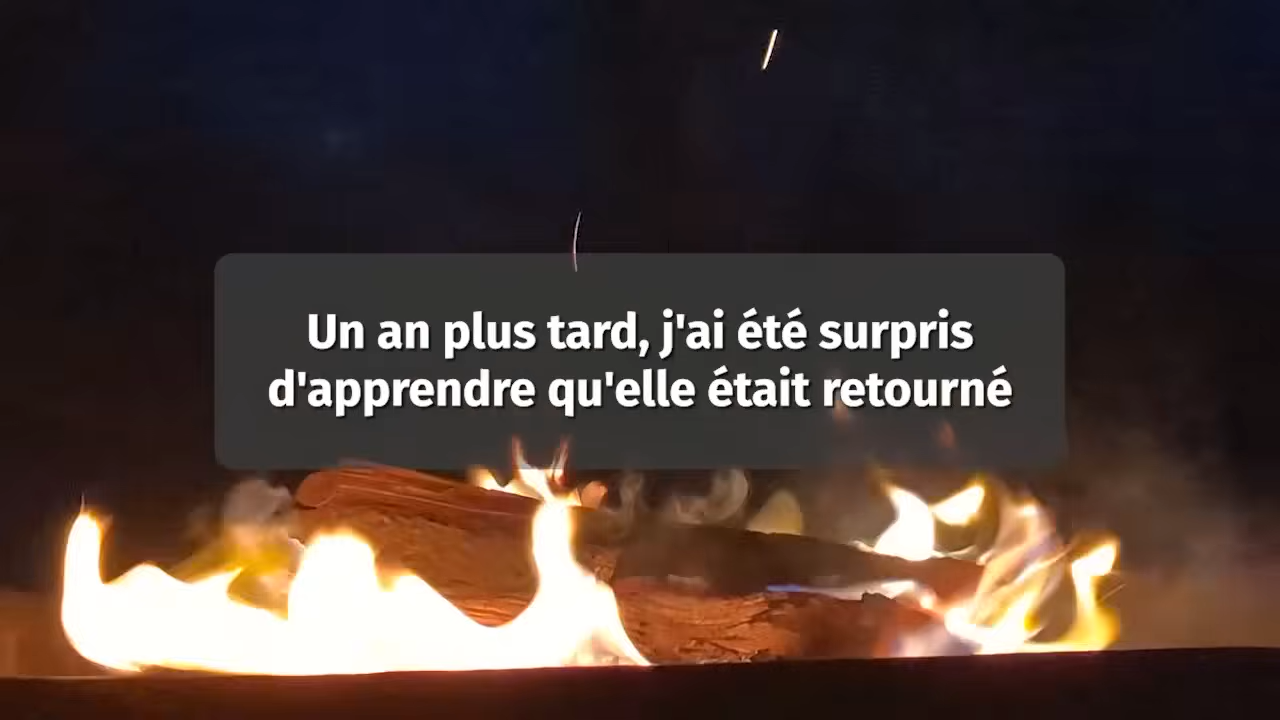 Un an plus tard, j'ai été surpris
d'apprendre qu'elle était retourné